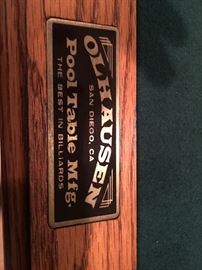 OLHAUSEN
SAN DIEGO, CA
Pool Table Mfg.
THE BEST IN BILLIARDS